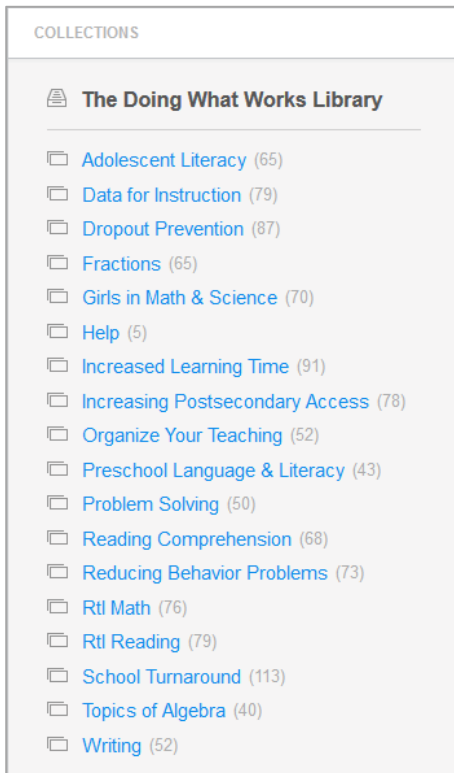 COLLECTIONS
The Doing What Works Library
Adolescent Literacy (65)
Data for Instruction (79)
Dropout Prevention (87)
Fractions (65)
Girls in Math & Science (70)
Help (5)
Increased Learning Time (91)
Increasing Postsecondary Access (78)
Organize Your Teaching (52)
Preschool Language & Literacy (43)
Problem Solving (50)
Reading Comprehension (68)
Reducing Behavior Problems (73)
RtI Math (76)
RtI Reading (79)
School Turnaround (113)
Topics of Algebra (40)
Writing (52)